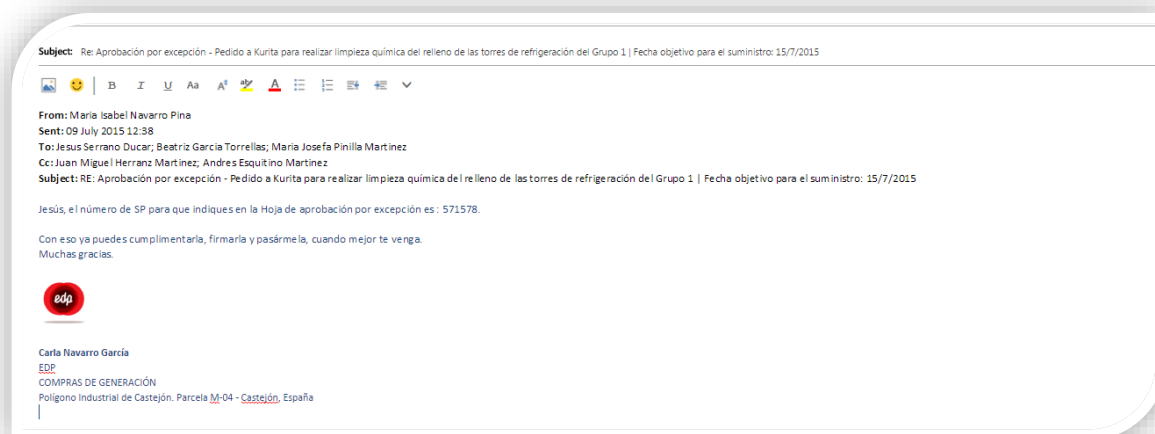 Subject: Re: Aprobación por excepción - Pedido a Kurita para realizar limpieza química del relleno de las torres de refrigeración del Grupo 1 | Fecha objetivo para el suministro: 15/7/2015
B I U Aa A aby A
From: Maria Isabel Navarro Pina
Sent: 09 July 2015 12:38
To: Jesus Serrano Ducar; Beatriz Garcia Torrellas; Maria Josefa Pinilla Martinez
Cc: Juan Miguel Herranz Martinez; Andres Esquitino Martinez
Subject: RE: Aprobación por excepción - Pedido a Kurita para realizar limpieza química del relleno de las torres de refrigeración del Grupo 1 | Fecha objetivo para el suministro: 15/7/2015
Jesús, el número de SP para que indiques en la Hoja de aprobación por excepción es : 571578.
Con eso ya puedes cumplimentarla, firmarla y pasármela, cuando mejor te venga.
Muchas gracias.
edp
Carla Navarro García
EDP
COMPRAS DE GENERACIÓN
Polígono Industrial de Castejón. Parcela M-04 - Castejón, España